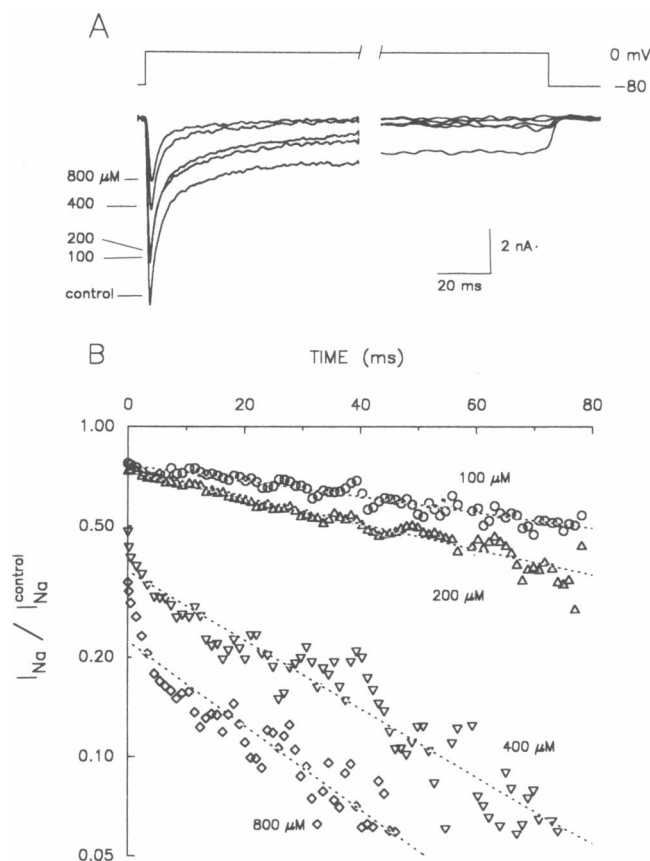 A
0 mV
−80
800 μM
400
200
100
control
2 nA
20 ms
B
TIME (ms)
0 20 40 60 80
1.00
0.50
0.20
0.10
0.05
I_Na / I_Na^control
100 μM
200 μM
400 μM
800 μM